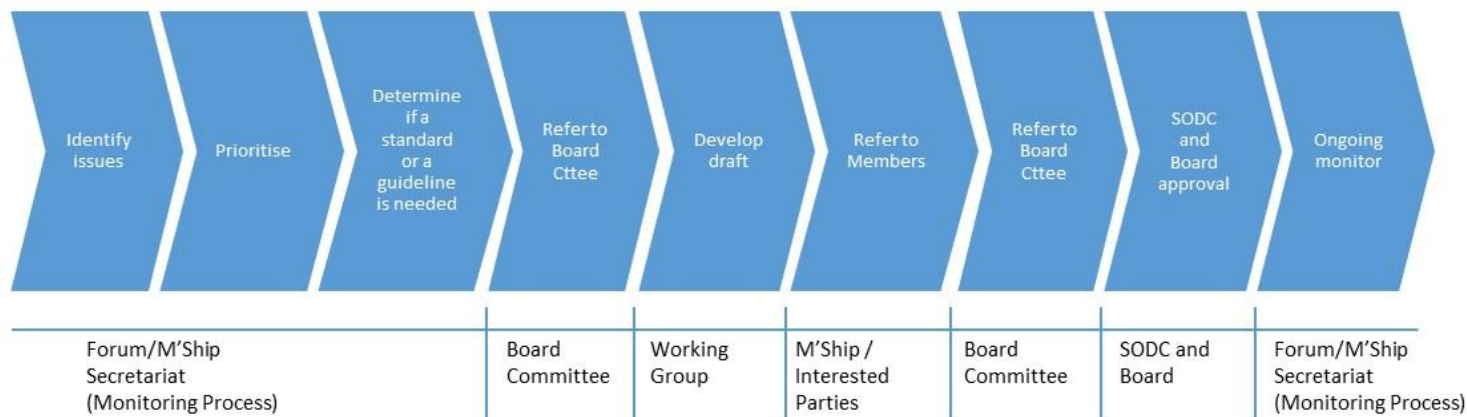 Identify
issues
Prioritise
Determine
if a
standard
or a
guideline
is needed
Refer to
Board
Cttee
Develop
draft
Refer to
Members
Refer to
Board
Cttee
SODC
and
Board
approval
Ongoing
monitor
Forum/M'Ship
Secretariat
(Monitoring Process)
Board
Committee
Working
Group
M'Ship /
Interested
Parties
Board
Committee
SODC and
Board
Forum/M'Ship
Secretariat
(Monitoring Process)